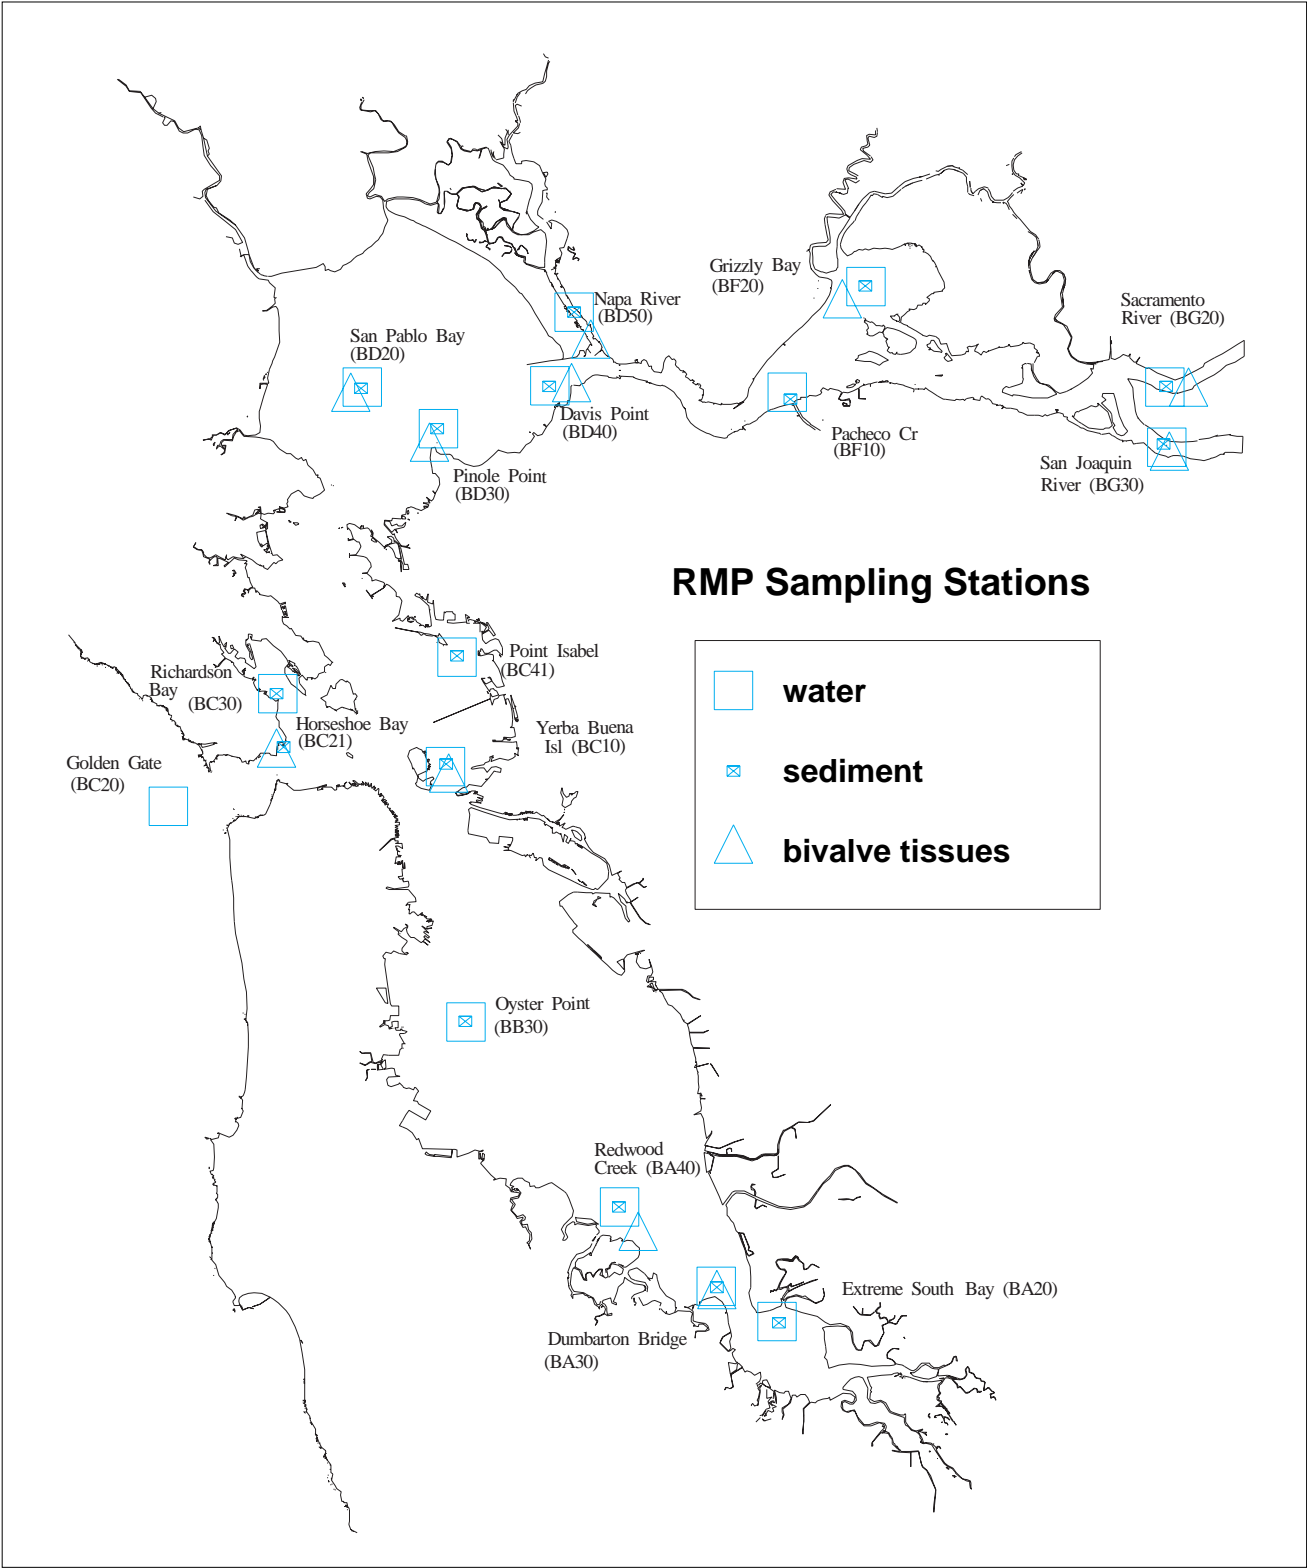 Grizzly Bay
(BF20)
Napa River
(BD50)
Sacramento
River (BG20)
San Pablo Bay
(BD20)
Davis Point
(BD40)
Pacheco Cr
(BF10)
San Joaquin
River (BG30)
Pinole Point
(BD30)
RMP Sampling Stations
water
sediment
bivalve tissues
Point Isabel
(BC41)
Richardson
Bay
(BC30)
Horseshoe Bay
(BC21)
Yerba Buena
Isl (BC10)
Golden Gate
(BC20)
Oyster Point
(BB30)
Redwood
Creek (BA40)
Extreme South Bay (BA20)
Dumbarton Bridge
(BA30)